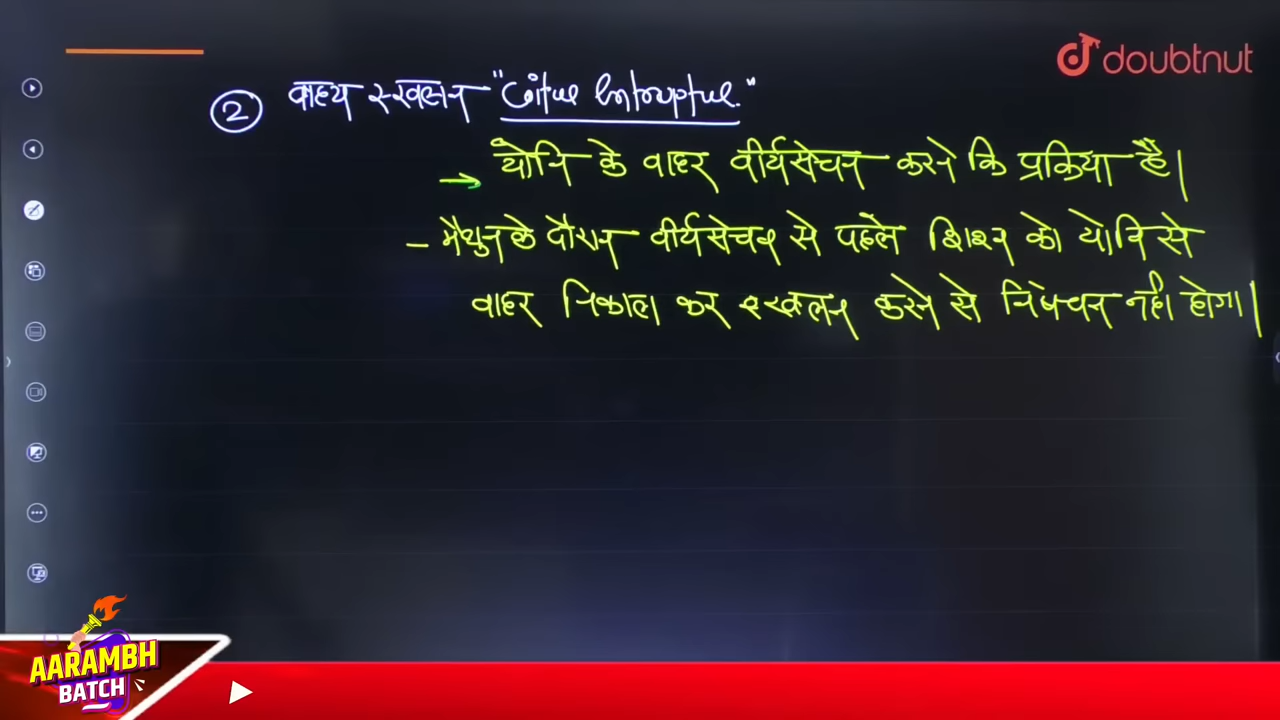 doubtnut
② वाह्य स्खलन "Coitus Intruptus."
→ योनि के वाहर वीर्यसेचन करने कि प्रकिया है।
- मैथुन के दौरान वीर्यसेचन से पहले शिश्न को योनि से
वाहर निकाल कर स्खलन करने से निषेचन नही होगा।
AARAMBH
BATCH